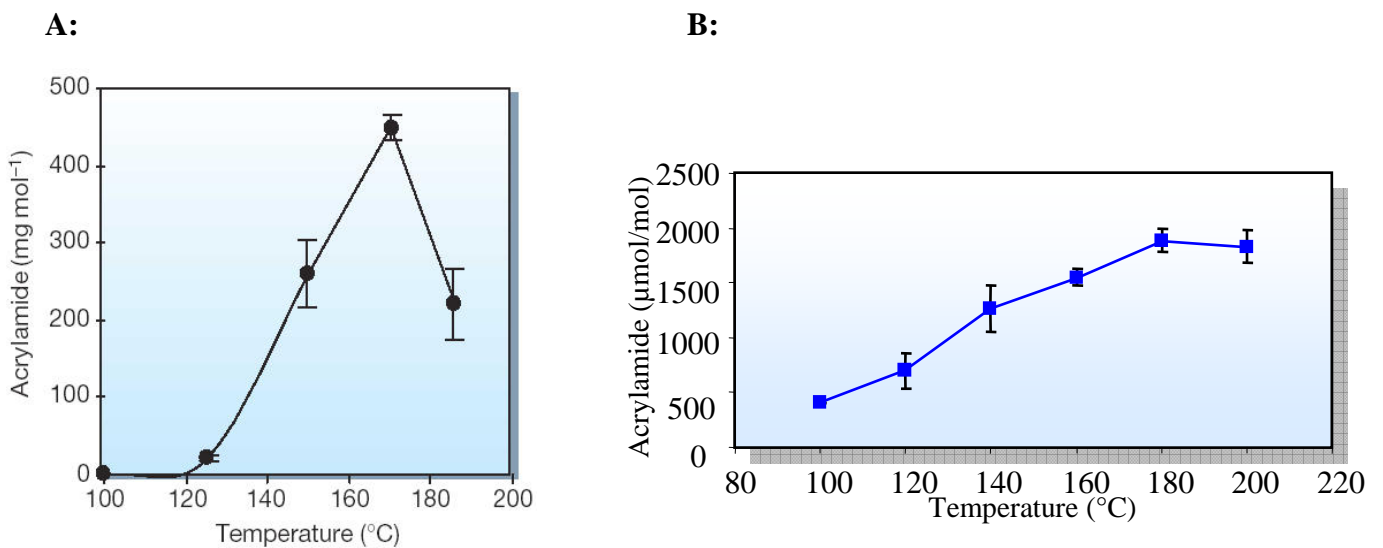 A:
B:
500
400
300
200
100
0
Acrylamide (mg mol⁻¹)
100 120 140 160 180 200
Temperature (°C)
2500
2000
1500
1000
500
0
Acrylamide (µmol/mol)
80 100 120 140 160 180 200 220
Temperature (°C)